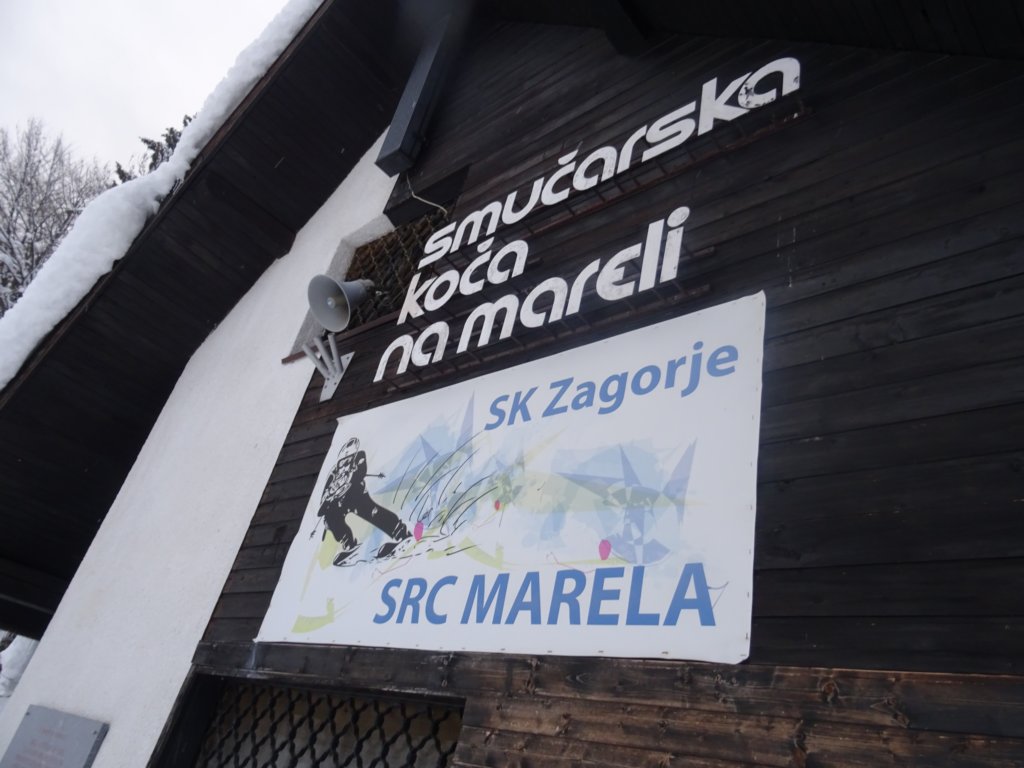 smučarska
koča
na mareli
SK Zagorje
SRC MARELA